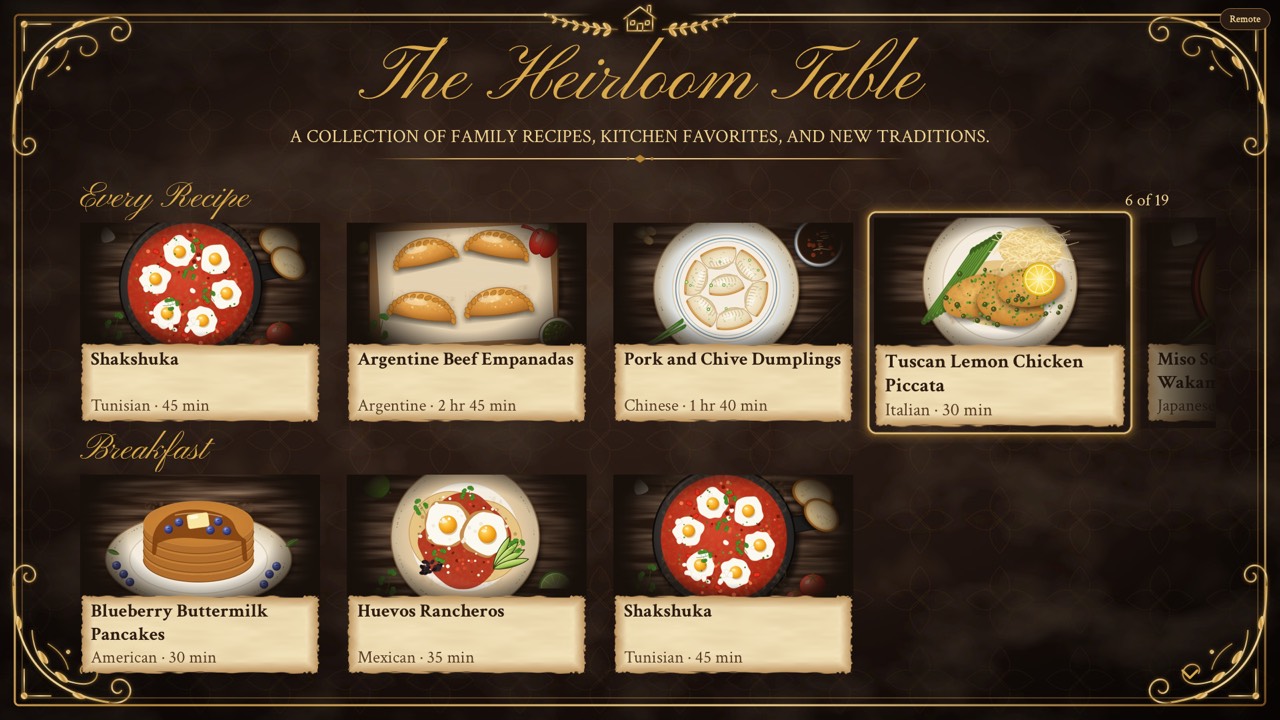 Remote
The Heirloom Table
A COLLECTION OF FAMILY RECIPES, KITCHEN FAVORITES, AND NEW TRADITIONS.
Every Recipe
6 of 19
Shakshuka
Tunisian · 45 min
Argentine Beef Empanadas
Argentine · 2 hr 45 min
Pork and Chive Dumplings
Chinese · 1 hr 40 min
Tuscan Lemon Chicken
Piccata
Italian · 30 min
Miso
Japanese
Breakfast
Blueberry Buttermilk
Pancakes
American · 30 min
Huevos Rancheros
Mexican · 35 min
Shakshuka
Tunisian · 45 min